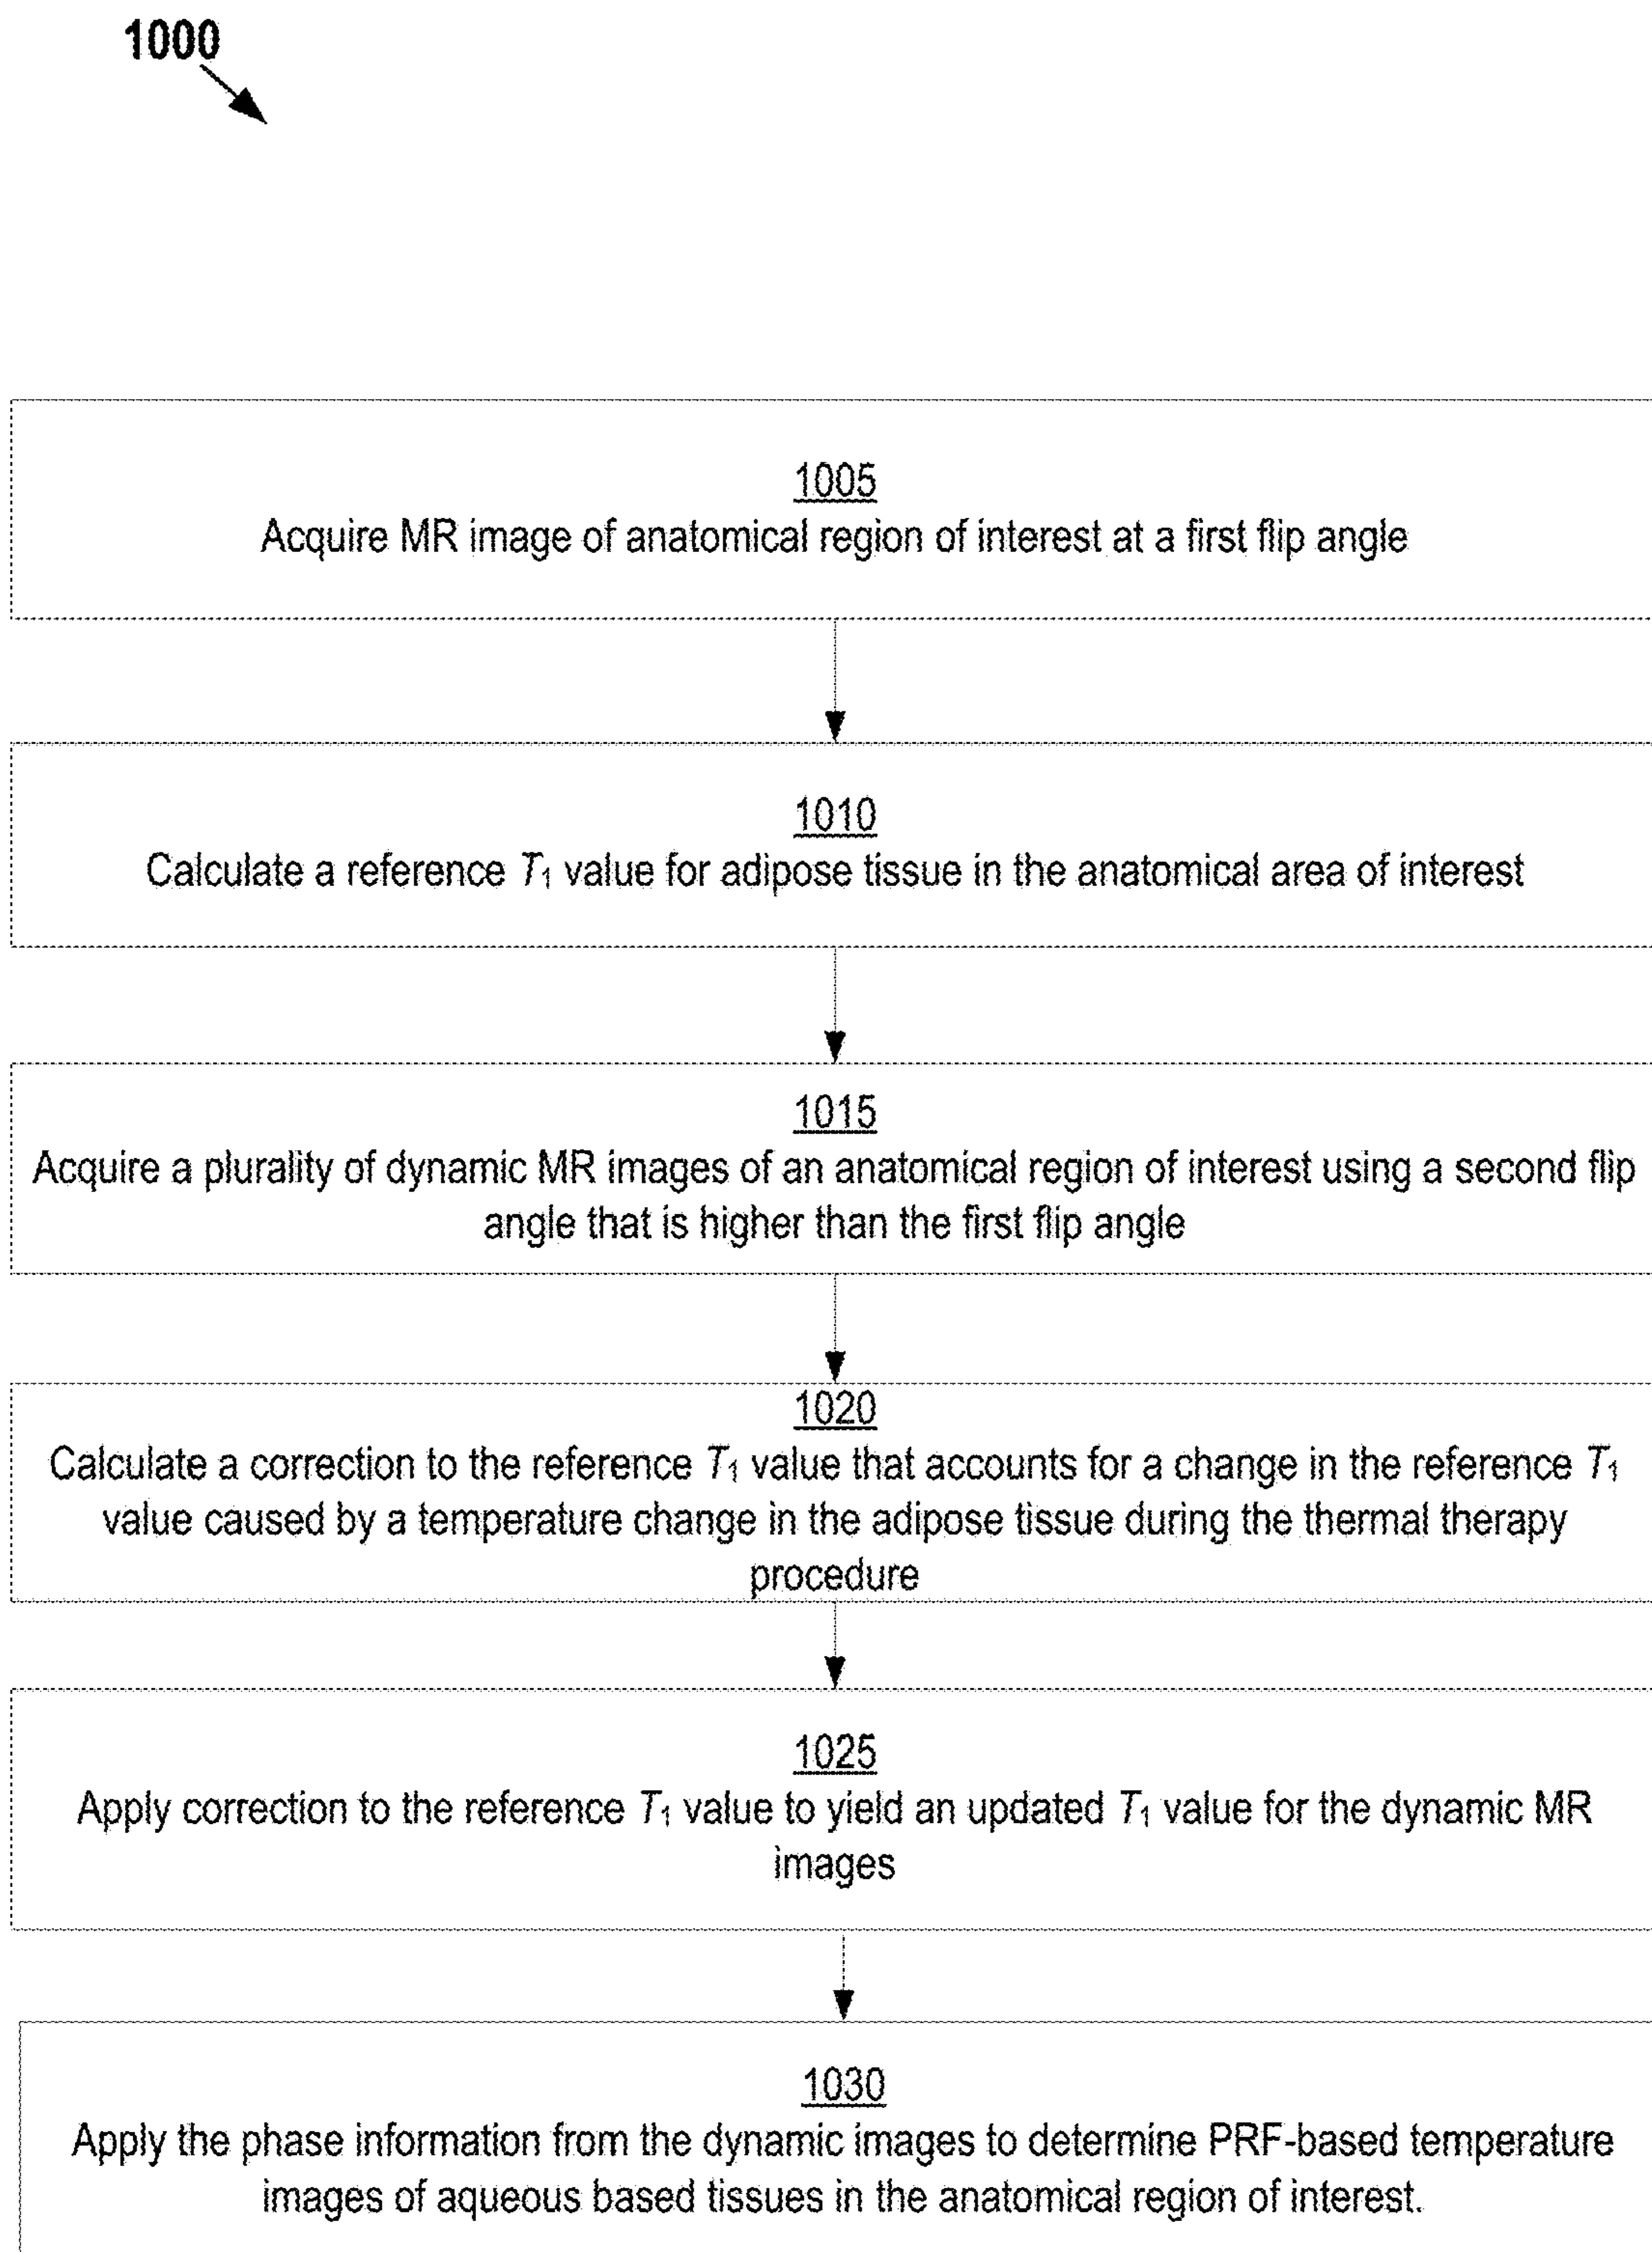 1000
1005
Acquire MR image of anatomical region of interest at a first flip angle
1010
Calculate a reference T₁ value for adipose tissue in the anatomical area of interest
1015
Acquire a plurality of dynamic MR images of an anatomical region of interest using a second flip
angle that is higher than the first flip angle
1020
Calculate a correction to the reference T₁ value that accounts for a change in the reference T₁
value caused by a temperature change in the adipose tissue during the thermal therapy
procedure
1025
Apply correction to the reference T₁ value to yield an updated T₁ value for the dynamic MR
images
1030
Apply the phase information from the dynamic images to determine PRF-based temperature
images of aqueous based tissues in the anatomical region of interest.